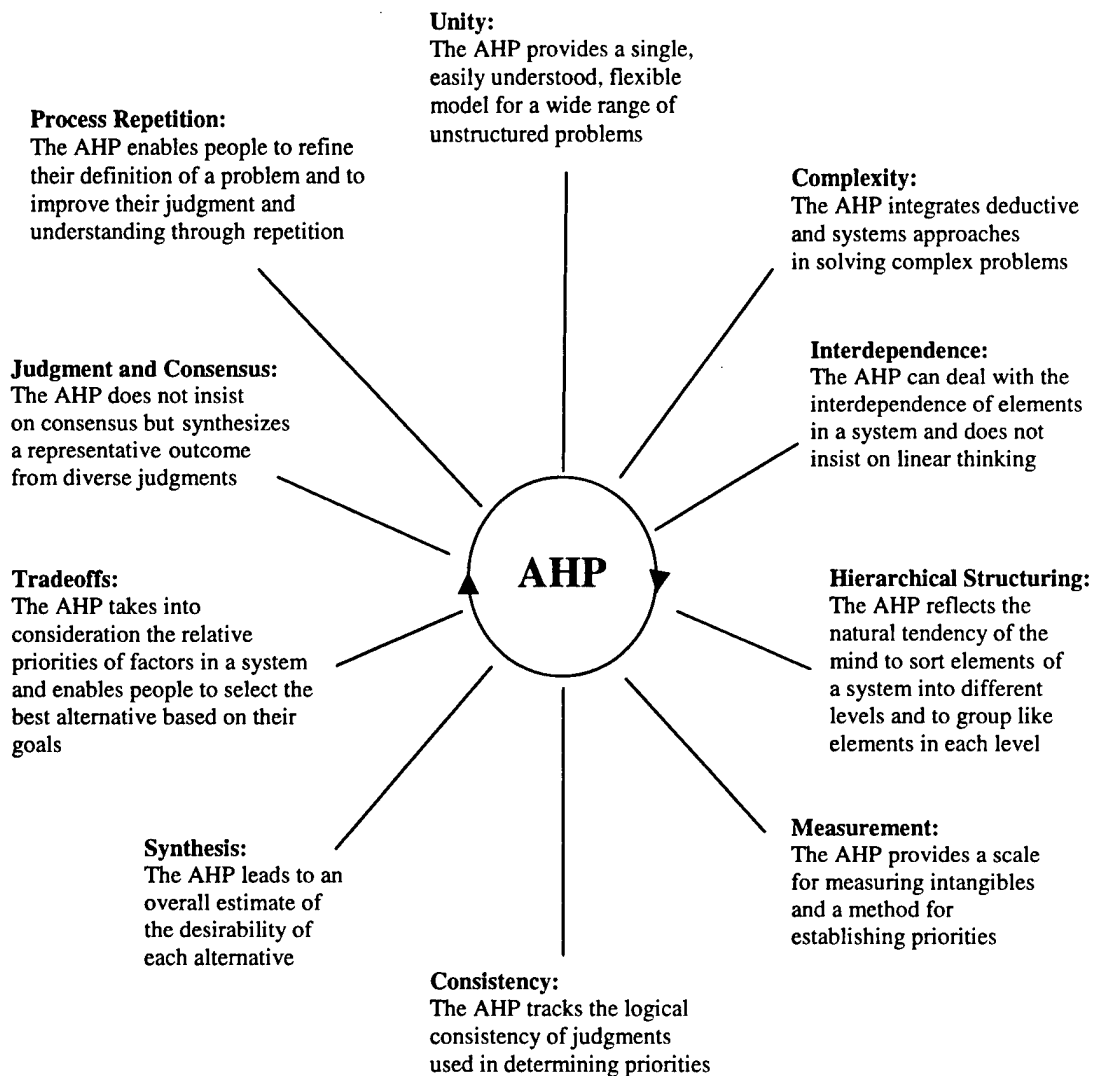 Unity:
The AHP provides a single,
easily understood, flexible
model for a wide range of
unstructured problems
Process Repetition:
The AHP enables people to refine
their definition of a problem and to
improve their judgment and
understanding through repetition
Complexity:
The AHP integrates deductive
and systems approaches
in solving complex problems
Judgment and Consensus:
The AHP does not insist
on consensus but synthesizes
a representative outcome
from diverse judgments
Interdependence:
The AHP can deal with the
interdependence of elements
in a system and does not
insist on linear thinking
AHP
Tradeoffs:
The AHP takes into
consideration the relative
priorities of factors in a system
and enables people to select the
best alternative based on their
goals
Hierarchical Structuring:
The AHP reflects the
natural tendency of the
mind to sort elements of
a system into different
levels and to group like
elements in each level
Synthesis:
The AHP leads to an
overall estimate of
the desirability of
each alternative
Measurement:
The AHP provides a scale
for measuring intangibles
and a method for
establishing priorities
Consistency:
The AHP tracks the logical
consistency of judgments
used in determining priorities